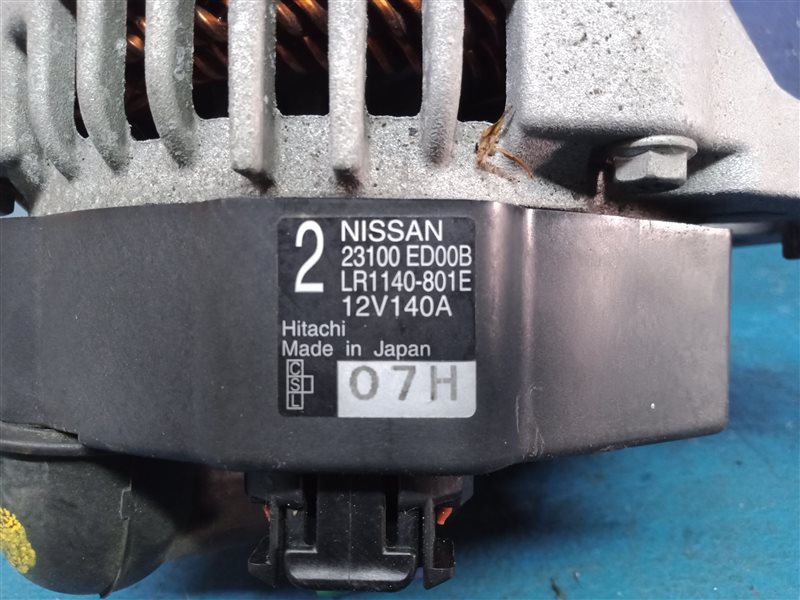 2 NISSAN
23100 ED00B
LR1140-801E
12V140A
Hitachi
Made in Japan
C
S
L
07H